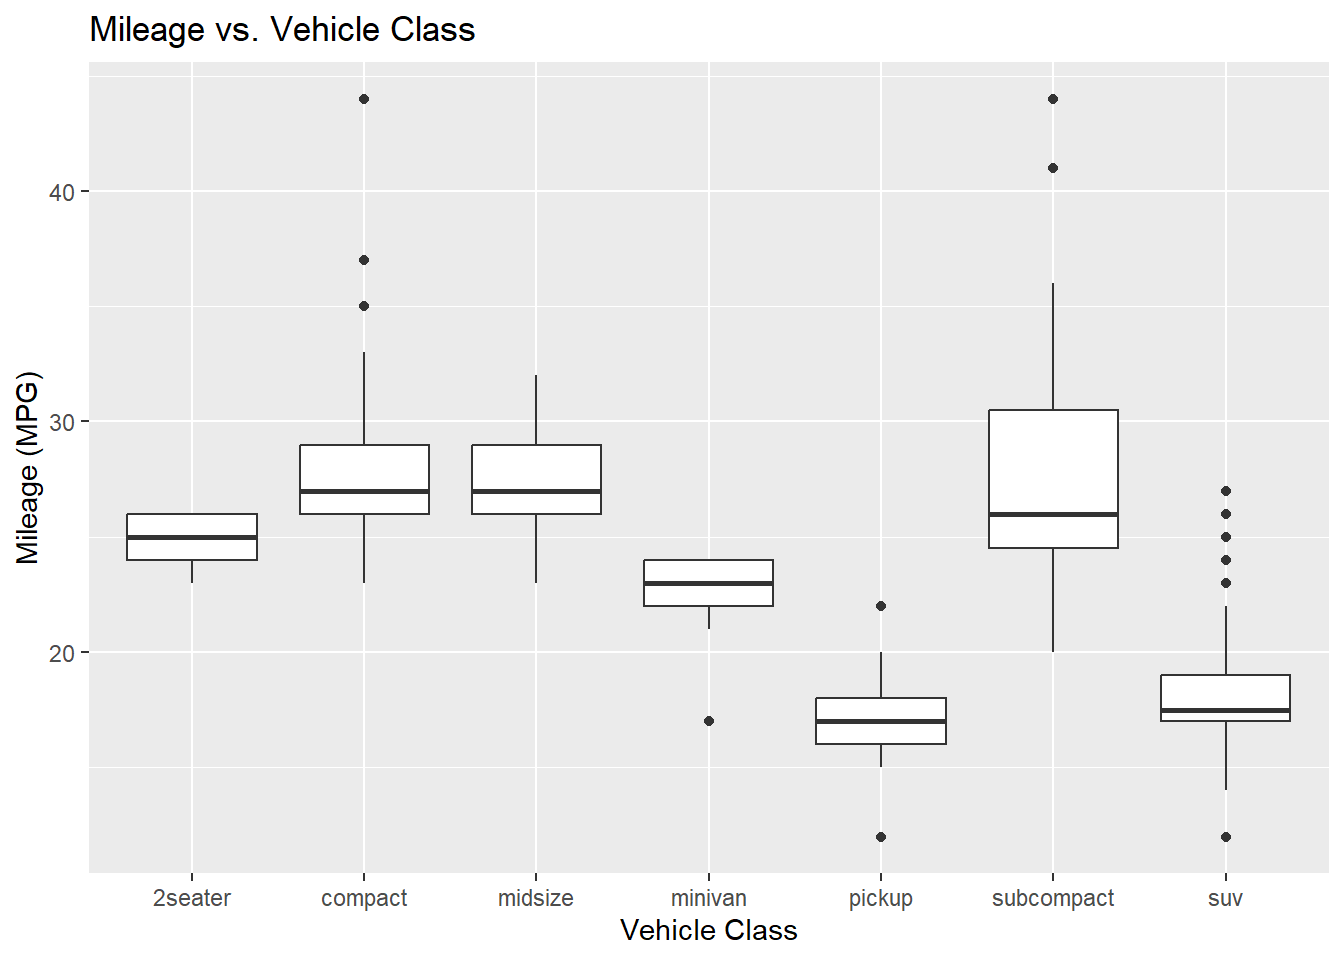 Mileage vs. Vehicle Class
Mileage (MPG)
40
30
20
2seater compact midsize minivan pickup subcompact suv
Vehicle Class